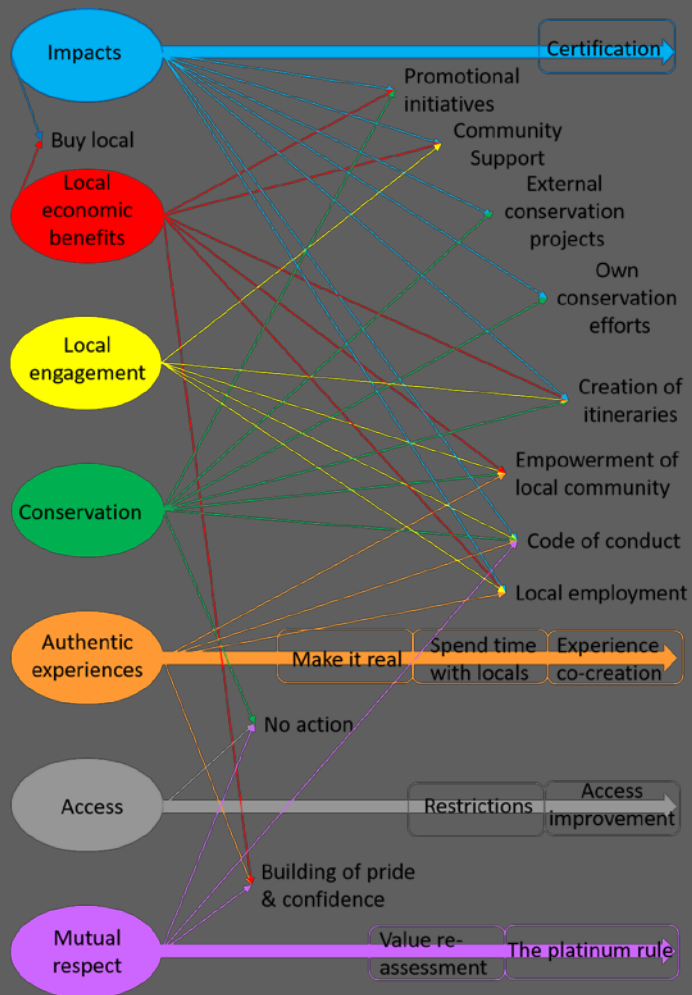 Impacts
Certification
Promotional
initiatives
Buy local
Community
Support
Local
economic
benefits
External
conservation
projects
Own
conservation
efforts
Local
engagement
Creation of
itineraries
Empowerment of
local community
Conservation
Code of conduct
Local employment
Authentic
experiences
Make it real
Spend time
with locals
Experience
co-creation
No action
Access
Restrictions
Access
improvement
Building of pride
& confidence
Mutual
respect
Value re-
assessment
The platinum rule